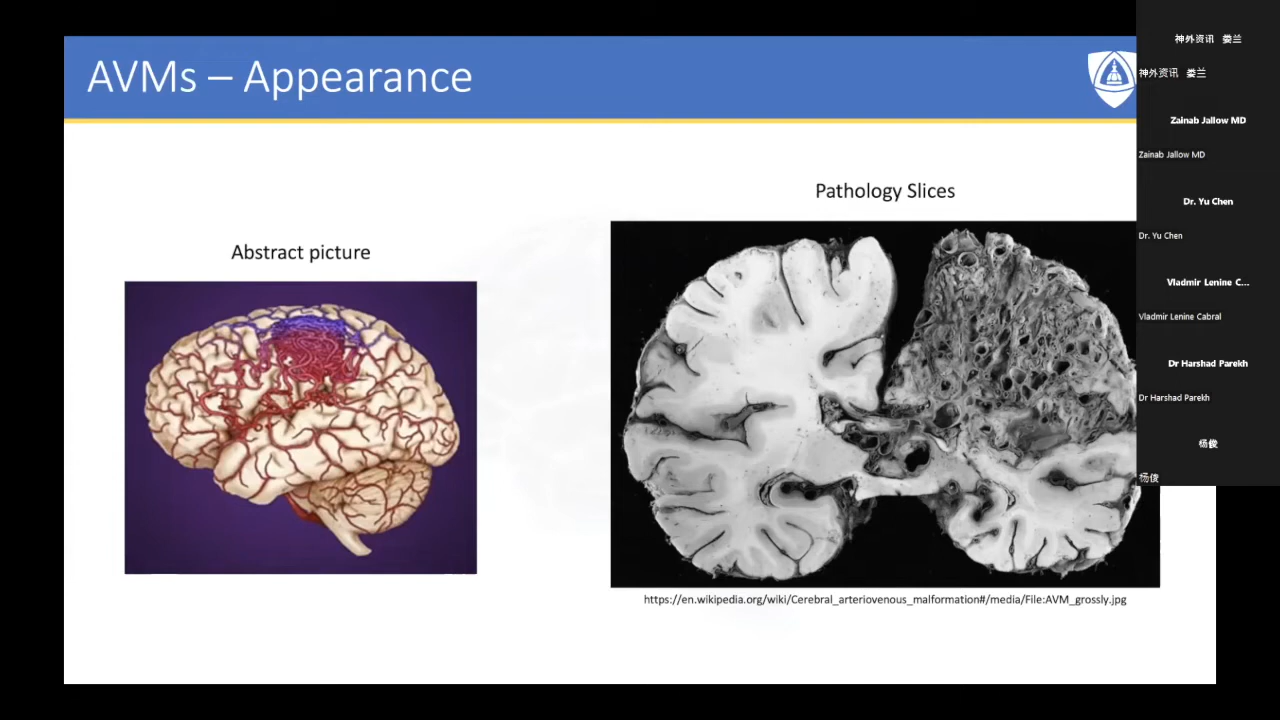 AVMs – Appearance
Abstract picture
Pathology Slices
https://en.wikipedia.org/wiki/Cerebral_arteriovenous_malformation#/media/File:AVM_grossly.jpg
神外资讯 娄兰
神外资讯 娄兰
Zainab Jallow MD
Zainab Jallow MD
Dr. Yu Chen
Dr. Yu Chen
Vladmir Lenine C...
Vladmir Lenine Cabral
Dr Harshad Parekh
Dr Harshad Parekh
杨俊
杨俊